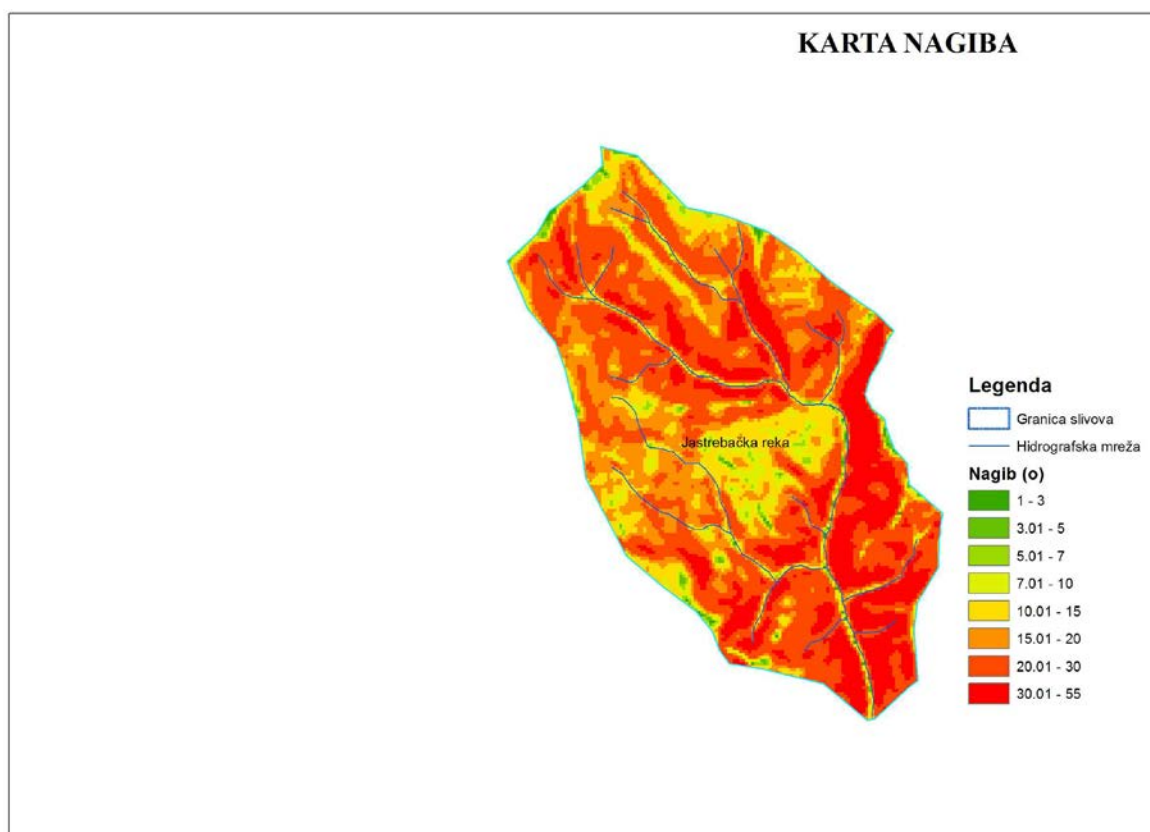 KARTA NAGIBA
Jastrebačka reka
Legenda
Granica slivova
Hidrografska mreža
Nagib (o)
1 - 3
3.01 - 5
5.01 - 7
7.01 - 10
10.01 - 15
15.01 - 20
20.01 - 30
30.01 - 55